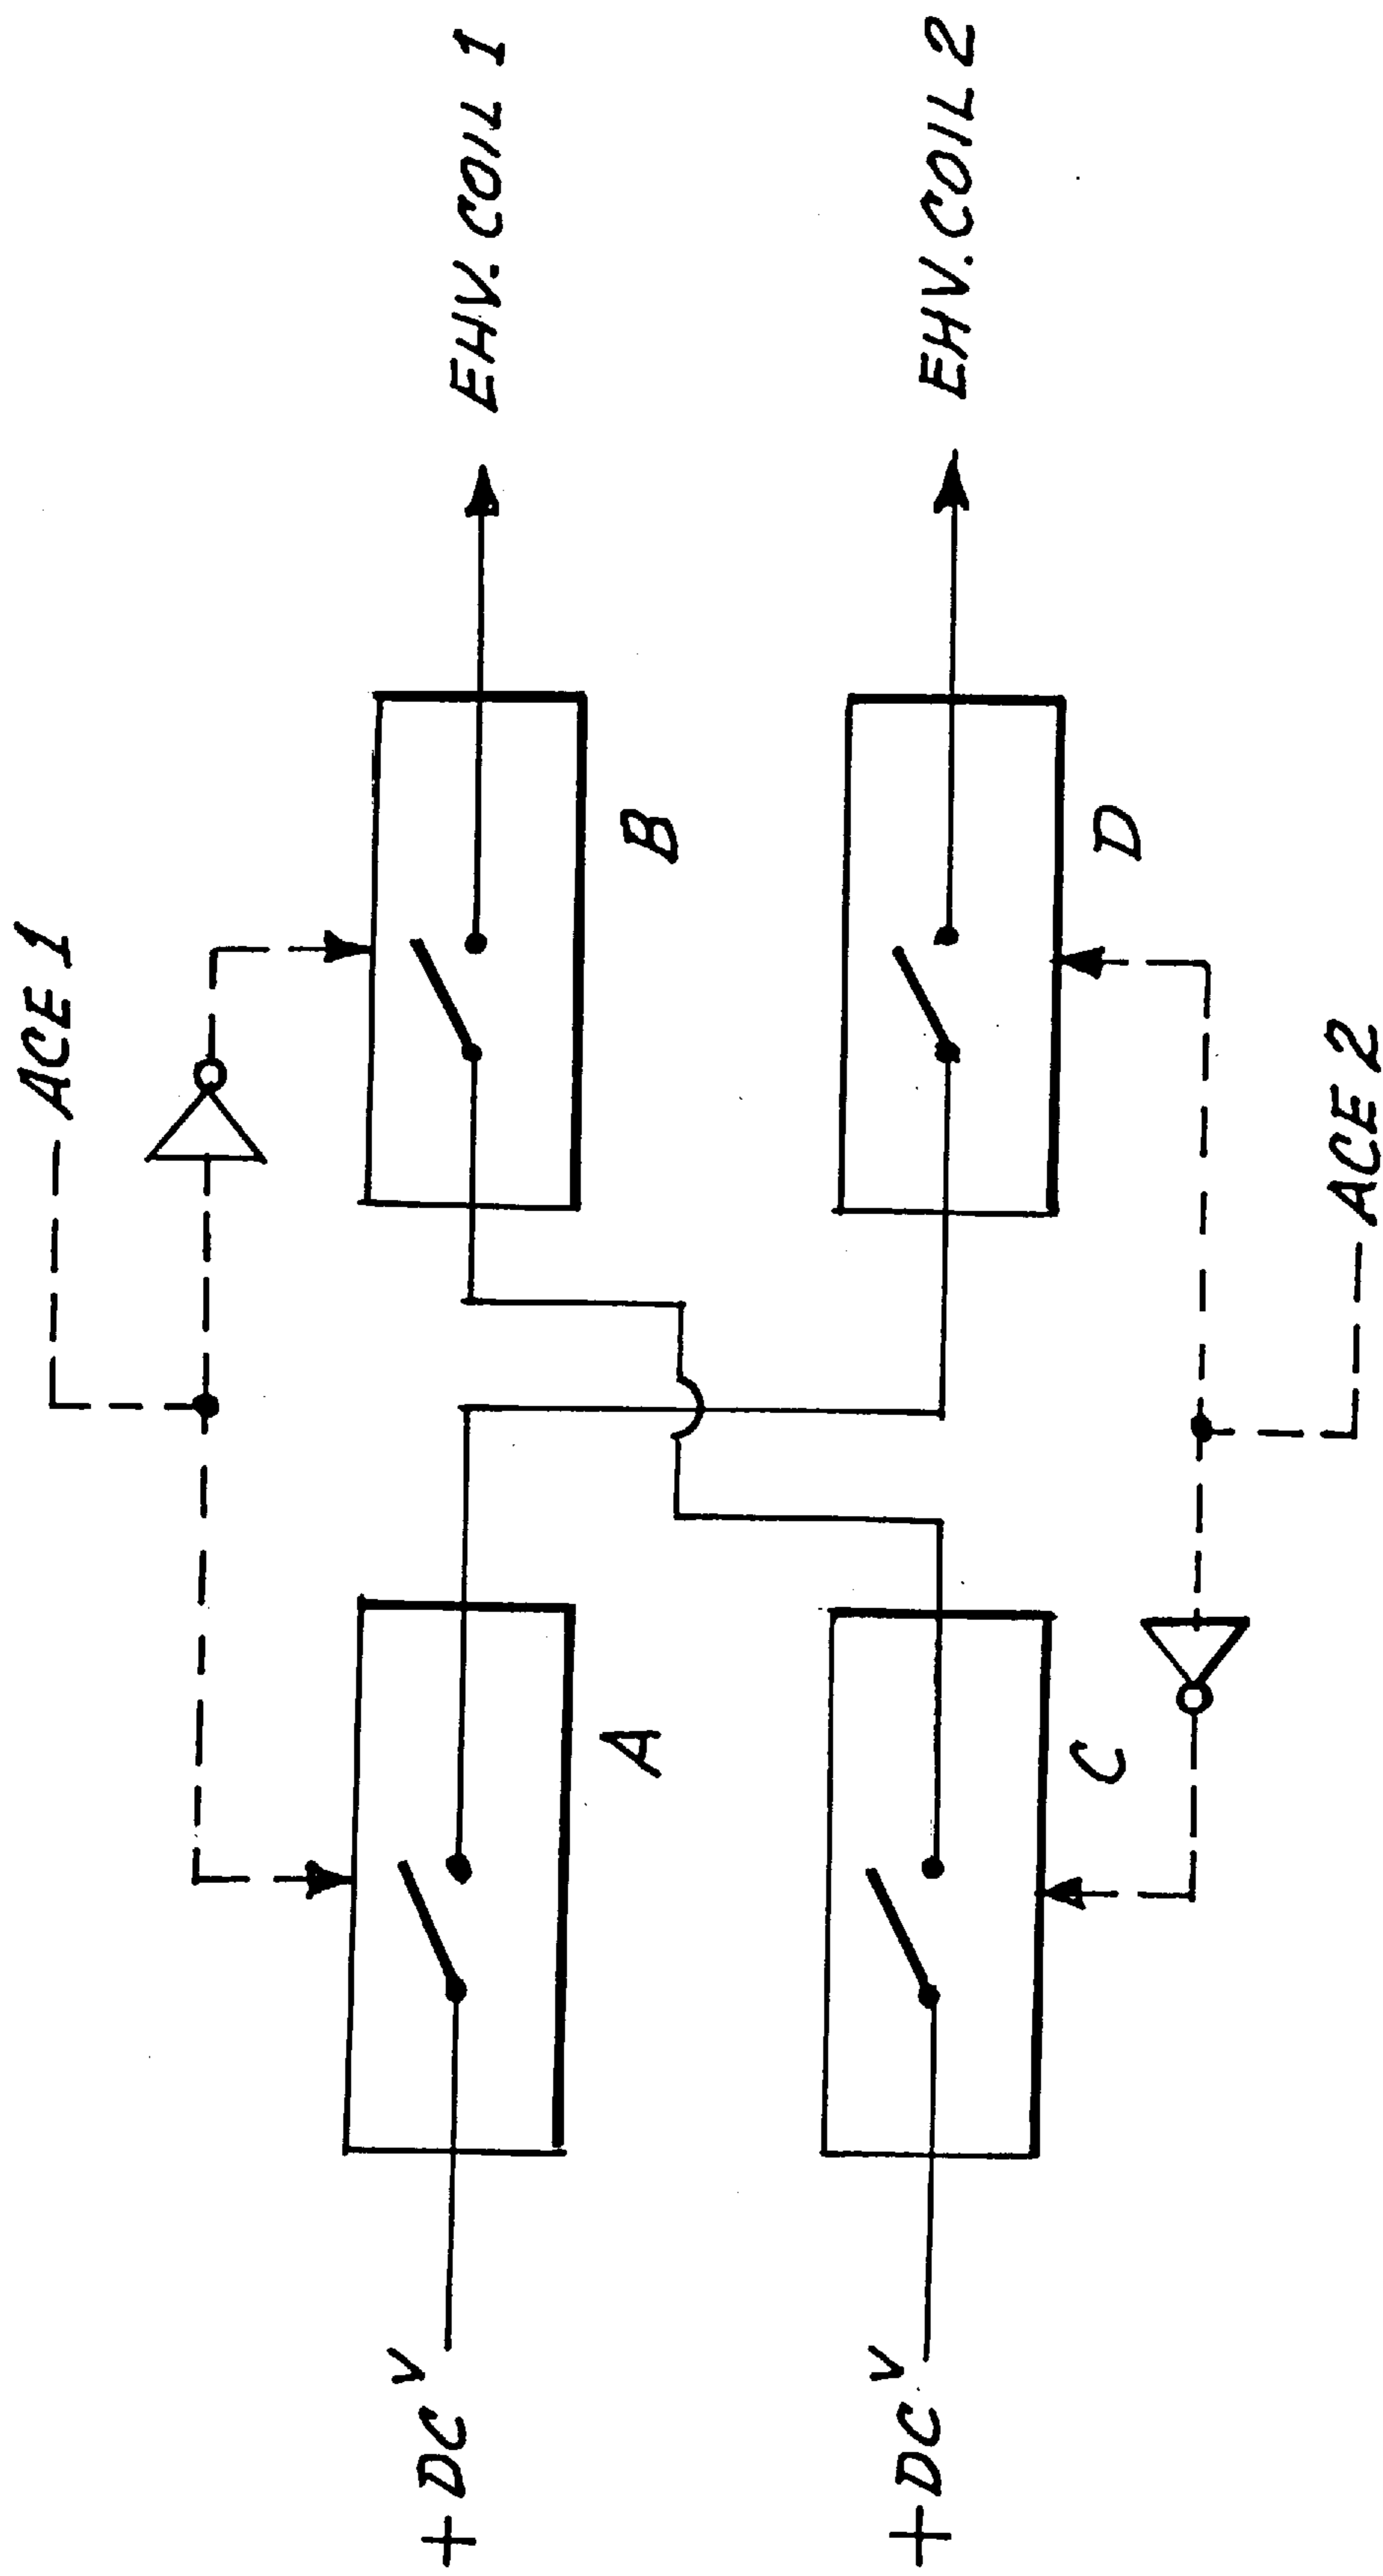 ACE 1
+DC V
A
B
EHV. COIL 1
+DC V
C
D
EHV. COIL 2
ACE 2